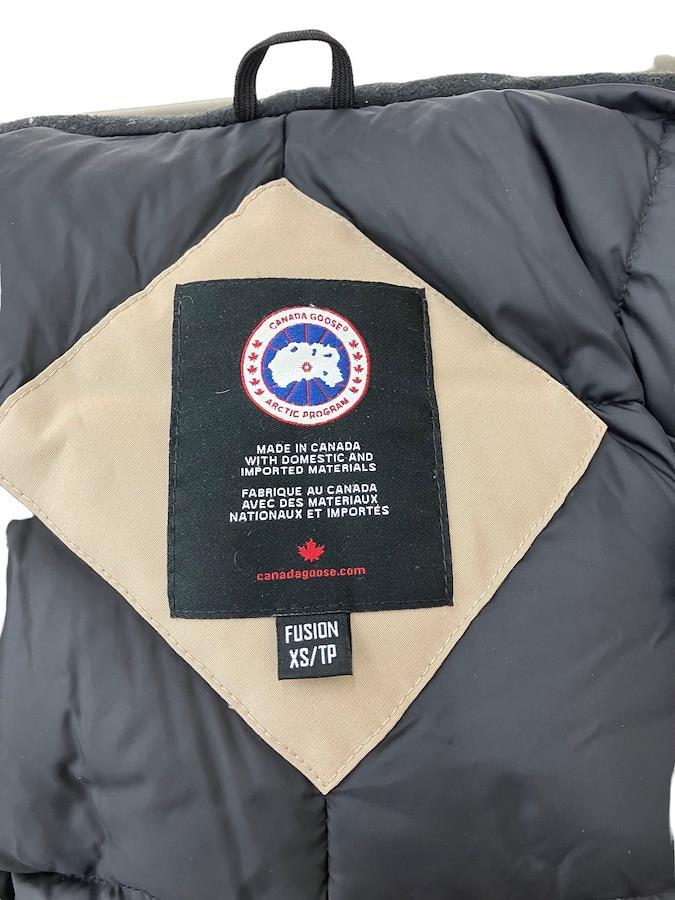 CANADA GOOSE®
ARCTIC PROGRAM
MADE IN CANADA
WITH DOMESTIC AND
IMPORTED MATERIALS
FABRIQUE AU CANADA
AVEC DES MATERIAUX
NATIONAUX ET IMPORTÉS
canadagoose.com
FUSION
XS/TP